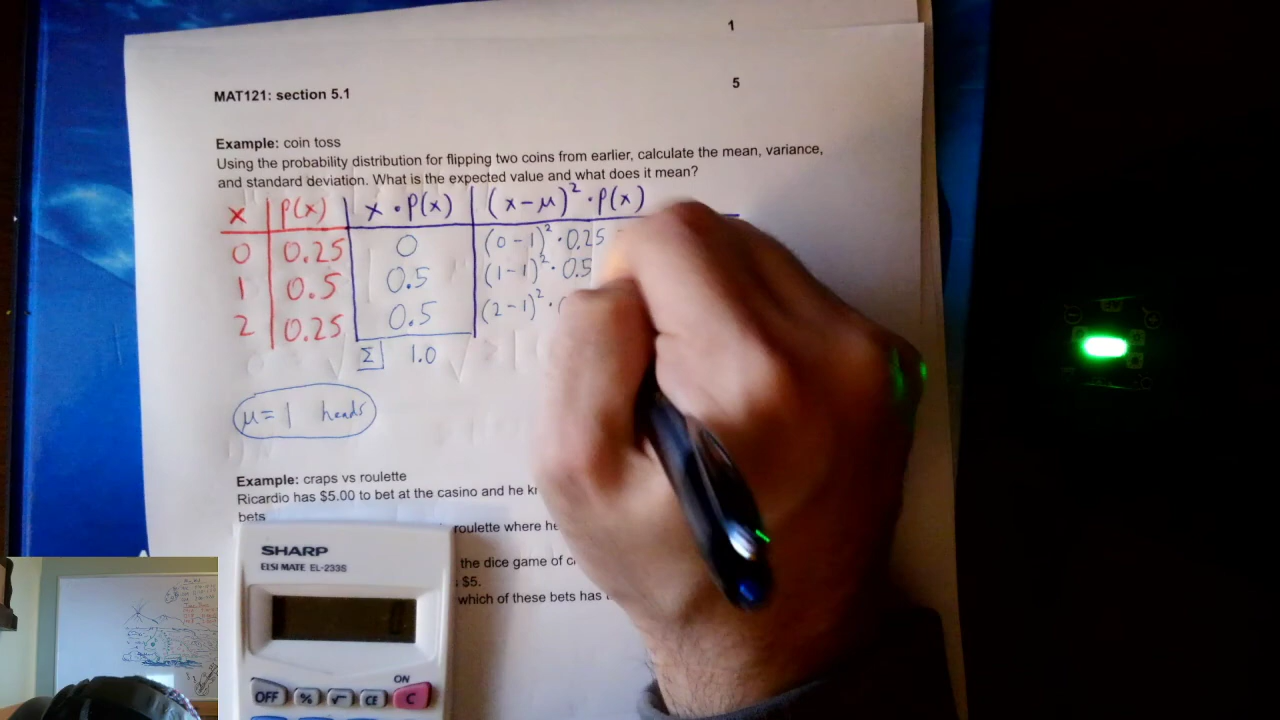 1
5
MAT121: section 5.1
Example: coin toss
Using the probability distribution for flipping two coins from earlier, calculate the mean, variance,
and standard deviation. What is the expected value and what does it mean?
x P(x) x • P(x) (x-μ)² • P(x)
0 0.25 0 (0-1)² • 0.25
1 0.5 0.5 (1-1)² • 0.5
2 0.25 0.5 (2-1)² •
Σ 1.0
μ = 1 heads
Example: craps vs roulette
Ricardio has $5.00 to bet at the casino and he
bets
roulette where he
the dice game of
$5.
which of these bets has
SHARP
ELSI MATE EL-233S
ON
OFF % √ CE C